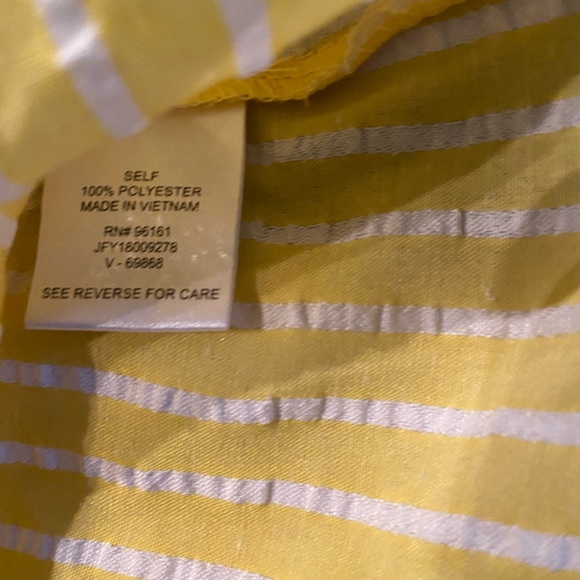 SELF
100% POLYESTER
MADE IN VIETNAM
RN# 96161
JFY18009278
V - 69868
SEE REVERSE FOR CARE